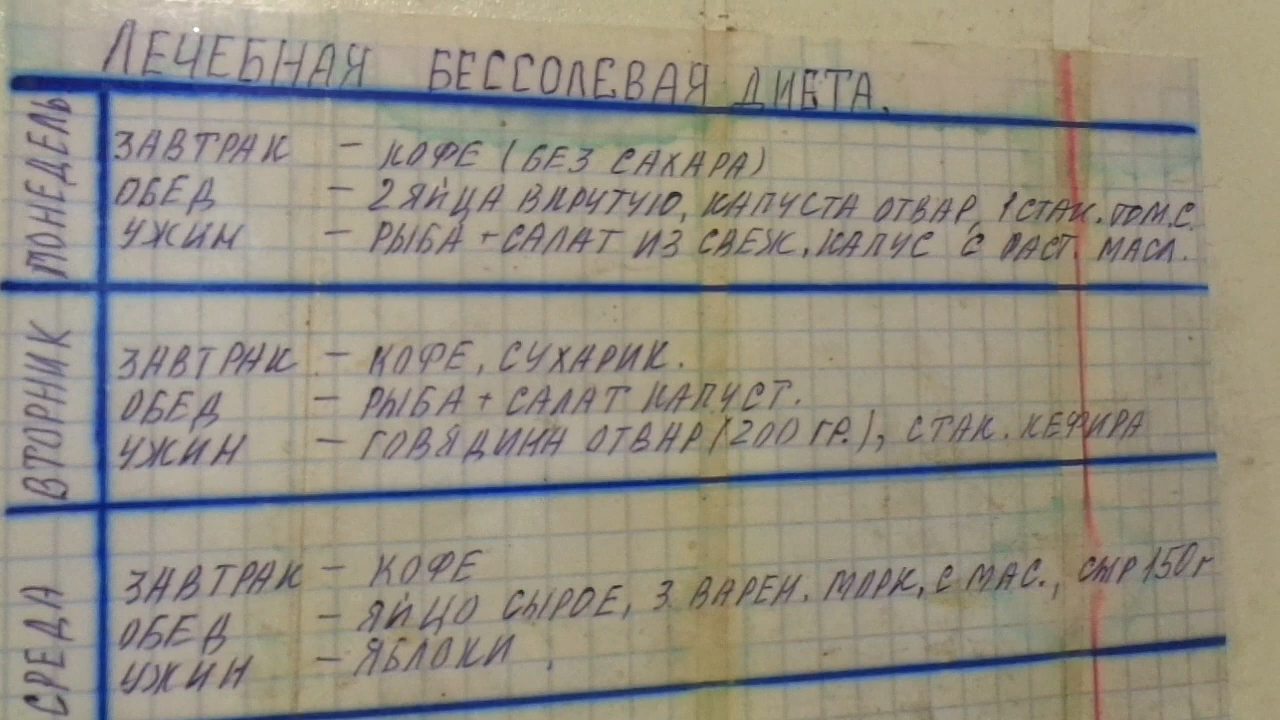 ЛЕЧЕБНАЯ БЕССОЛЕВАЯ ДИЕТА.
ПОНЕДЕЛЬ
ЗАВТРАК – КОФЕ (БЕЗ САХАРА)
ОБЕД – 2 ЯЙЦА ВКРУТУЮ, КАПУСТА ОТВАР, 1 СТАК. ТОМ.С.
УЖИН – РЫБА + САЛАТ ИЗ СВЕЖ. КАПУС С РАСТ. МАСЛ.
ВТОРНИК
ЗАВТРАК – КОФЕ, СУХАРИК.
ОБЕД – РЫБА + САЛАТ КАПУСТ.
УЖИН – ГОВЯДИНА ОТВАР (200 ГР.), СТАК. КЕФИРА
СРЕДА
ЗАВТРАК – КОФЕ
ОБЕД – ЯЙЦО СЫРОЕ, 3 ВАРЕН. МОРК, С МАС., СЫР 150 г
УЖИН – ЯБЛОКИ